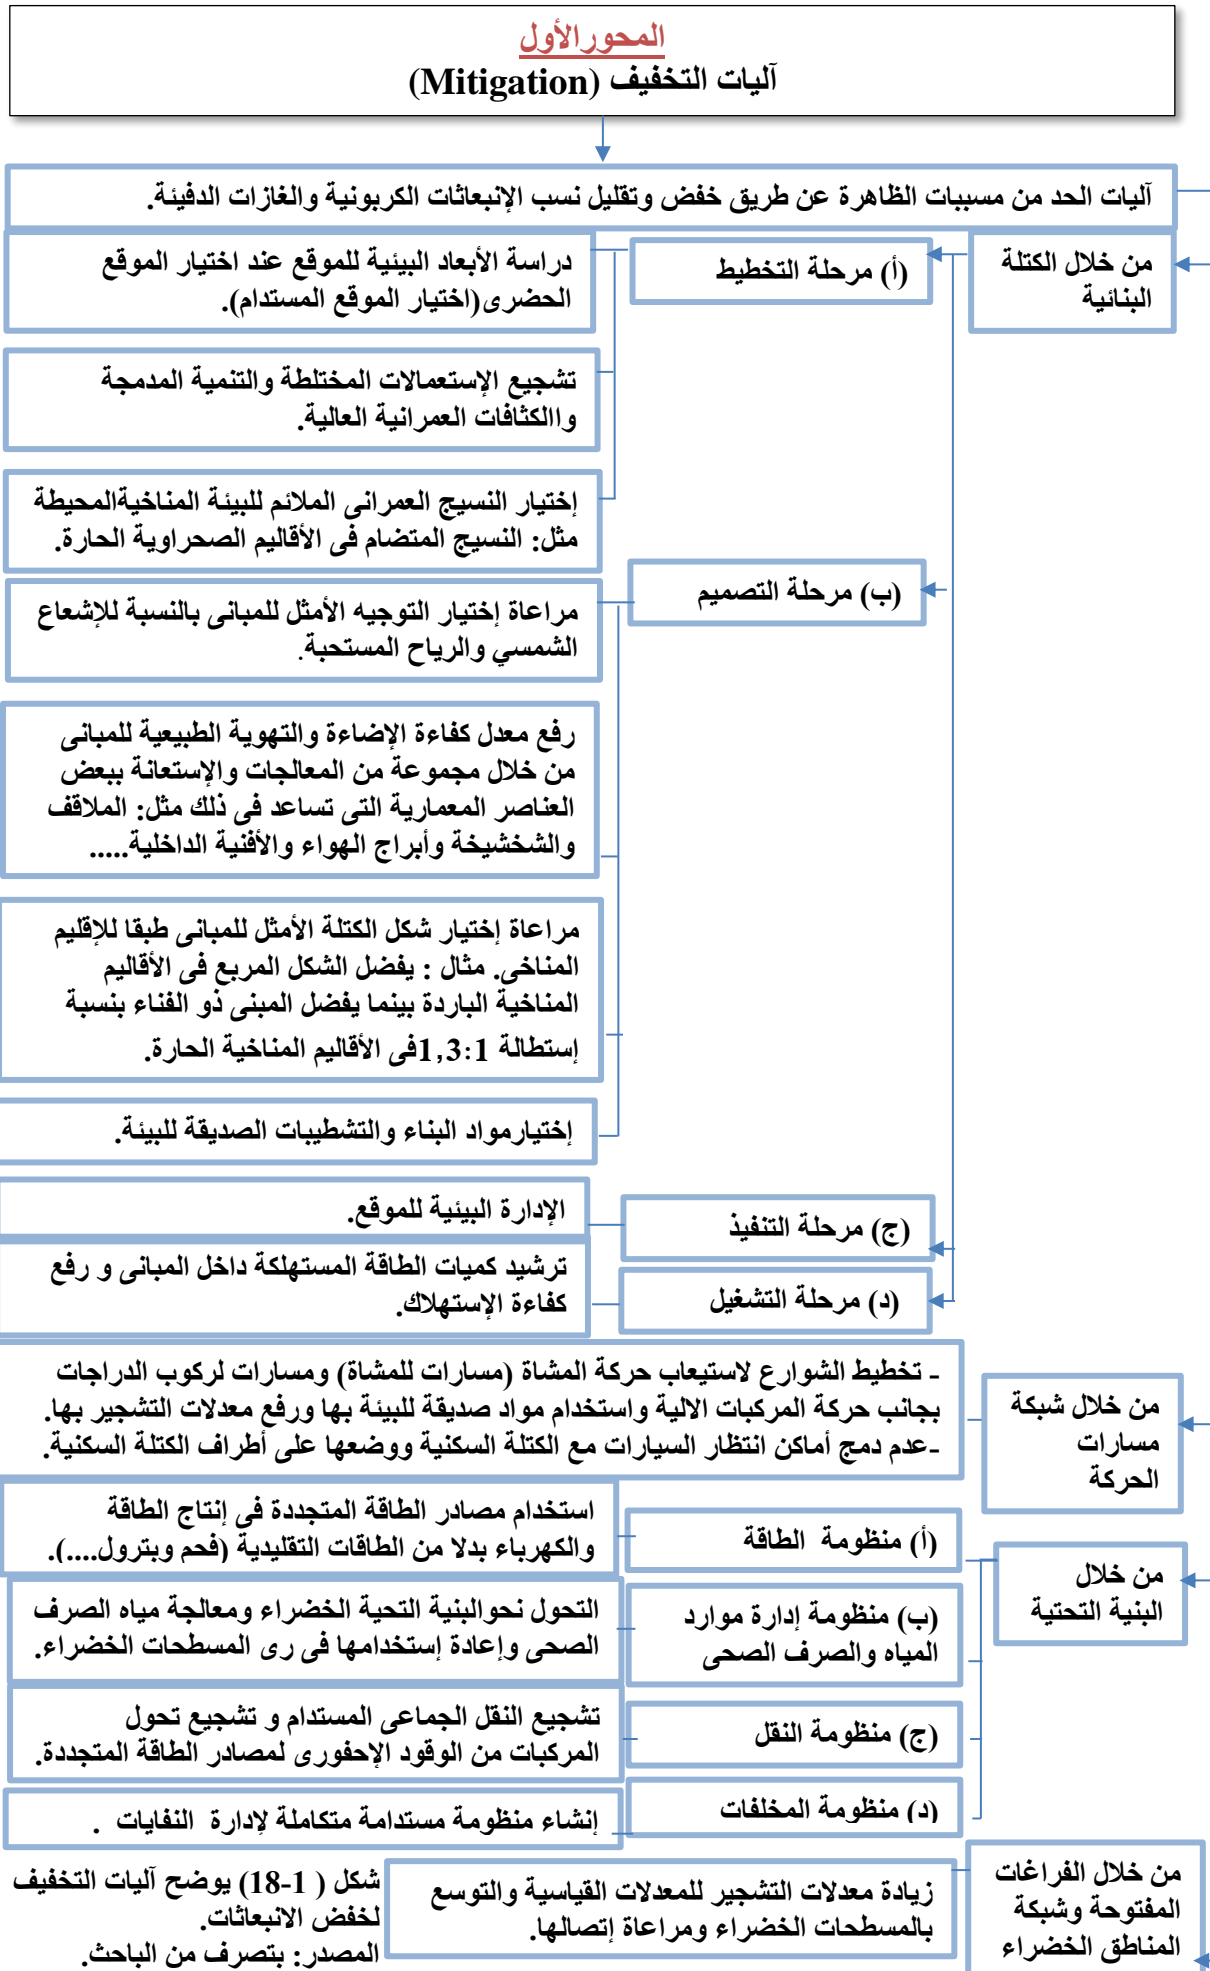 المحورالأول
آليات التخفيف (Mitigation)
آليات الحد من مسببات الظاهرة عن طريق خفض وتقليل نسب الإنبعاثات الكربونية والغازات الدفيئة.
من خلال الكتلة
البنائية
(أ) مرحلة التخطيط
دراسة الأبعاد البيئية للموقع عند اختيار الموقع
الحضرى(اختيار الموقع المستدام).
تشجيع الإستعمالات المختلطة والتنمية المدمجة
واالكثافات العمرانية العالية.
إختيار النسيج العمرانى الملائم للبيئة المناخيةالمحيطة
مثل: النسيج المتضام فى الأقاليم الصحراوية الحارة.
(ب) مرحلة التصميم
مراعاة إختيار التوجيه الأمثل للمبانى بالنسبة للإشعاع
الشمسي والرياح المستحبة.
رفع معدل كفاءة الإضاءة والتهوية الطبيعية للمبانى
من خلال مجموعة من المعالجات والإستعانة ببعض
العناصر المعمارية التى تساعد فى ذلك مثل: الملاقف
والشخشيخة وأبراج الهواء والأفنية الداخلية.....
مراعاة إختيار شكل الكتلة الأمثل للمبانى طبقا للإقليم
المناخى. مثال : يفضل الشكل المربع فى الأقاليم
المناخية الباردة بينما يفضل المبنى ذو الفناء بنسبة
إستطالة 1,3:1فى الأقاليم المناخية الحارة.
إختيارمواد البناء والتشطيبات الصديقة للبيئة.
(ج) مرحلة التنفيذ
الإدارة البيئية للموقع.
(د) مرحلة التشغيل
ترشيد كميات الطاقة المستهلكة داخل المبانى و رفع
كفاءة الإستهلاك.
من خلال شبكة
مسارات
الحركة
- تخطيط الشوارع لاستيعاب حركة المشاة (مسارات للمشاة) ومسارات لركوب الدراجات
بجانب حركة المركبات الالية واستخدام مواد صديقة للبيئة بها ورفع معدلات التشجير بها.
-عدم دمج أماكن انتظار السيارات مع الكتلة السكنية ووضعها على أطراف الكتلة السكنية.
من خلال
البنية التحتية
(أ) منظومة الطاقة
استخدام مصادر الطاقة المتجددة فى إنتاج الطاقة
والكهرباء بدلا من الطاقات التقليدية (فحم وبترول....).
(ب) منظومة إدارة موارد
المياه والصرف الصحى
التحول نحوالبنية التحية الخضراء ومعالجة مياه الصرف
الصحى وإعادة إستخدامها فى رى المسطحات الخضراء.
(ج) منظومة النقل
تشجيع النقل الجماعى المستدام و تشجيع تحول
المركبات من الوقود الإحفورى لمصادر الطاقة المتجددة.
(د) منظومة المخلفات
إنشاء منظومة مستدامة متكاملة لإدارة النفايات .
من خلال الفراغات
المفتوحة وشبكة
المناطق الخضراء
زيادة معدلات التشجير للمعدلات القياسية والتوسع
بالمسطحات الخضراء ومراعاة إتصالها.
شكل ( 1-18) يوضح آليات التخفيف
لخفض الانبعاثات.
المصدر: بتصرف من الباحث.